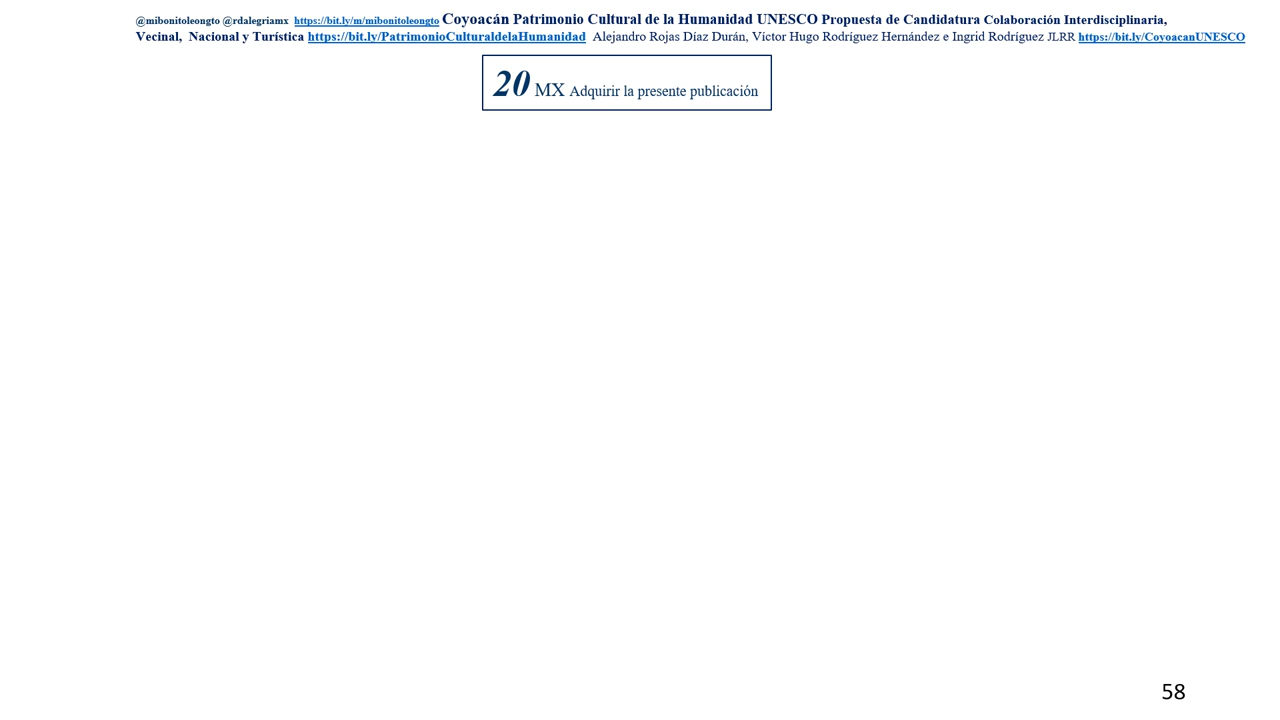 @mibonitoleongto @rdalegriamx https://bit.ly/m/mibonitoleongto Coyoacán Patrimonio Cultural de la Humanidad UNESCO Propuesta de Candidatura Colaboración Interdisciplinaria,
Vecinal, Nacional y Turística https://bit.ly/PatrimonioCulturaldelaHumanidad Alejandro Rojas Díaz Durán, Víctor Hugo Rodríguez Hernández e Ingrid Rodríguez JLRR https://bit.ly/CoyoacanUNESCO
20 MX Adquirir la presente publicación
58